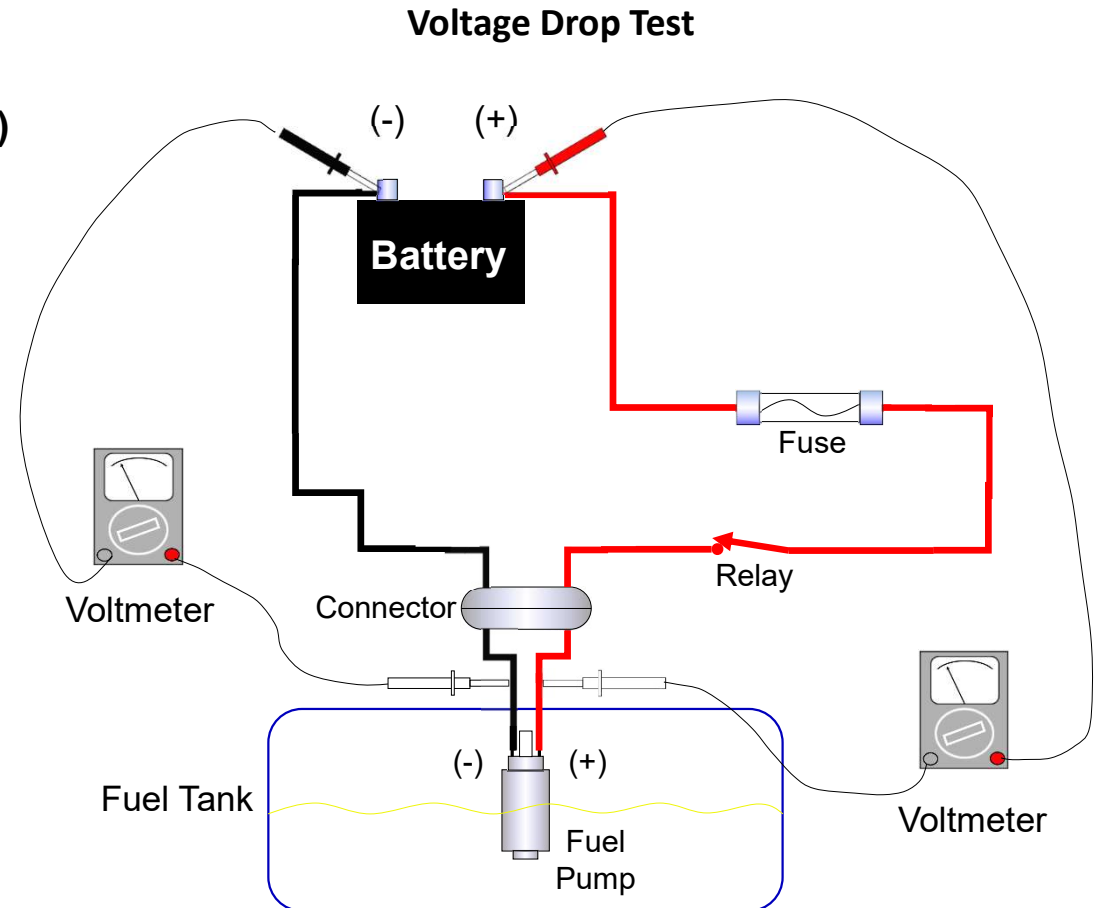 Voltage Drop Test
)
(-) (+)
Battery
Fuse
Relay
Voltmeter
Connector
(-) (+)
Fuel Tank
Voltmeter
Fuel
Pump